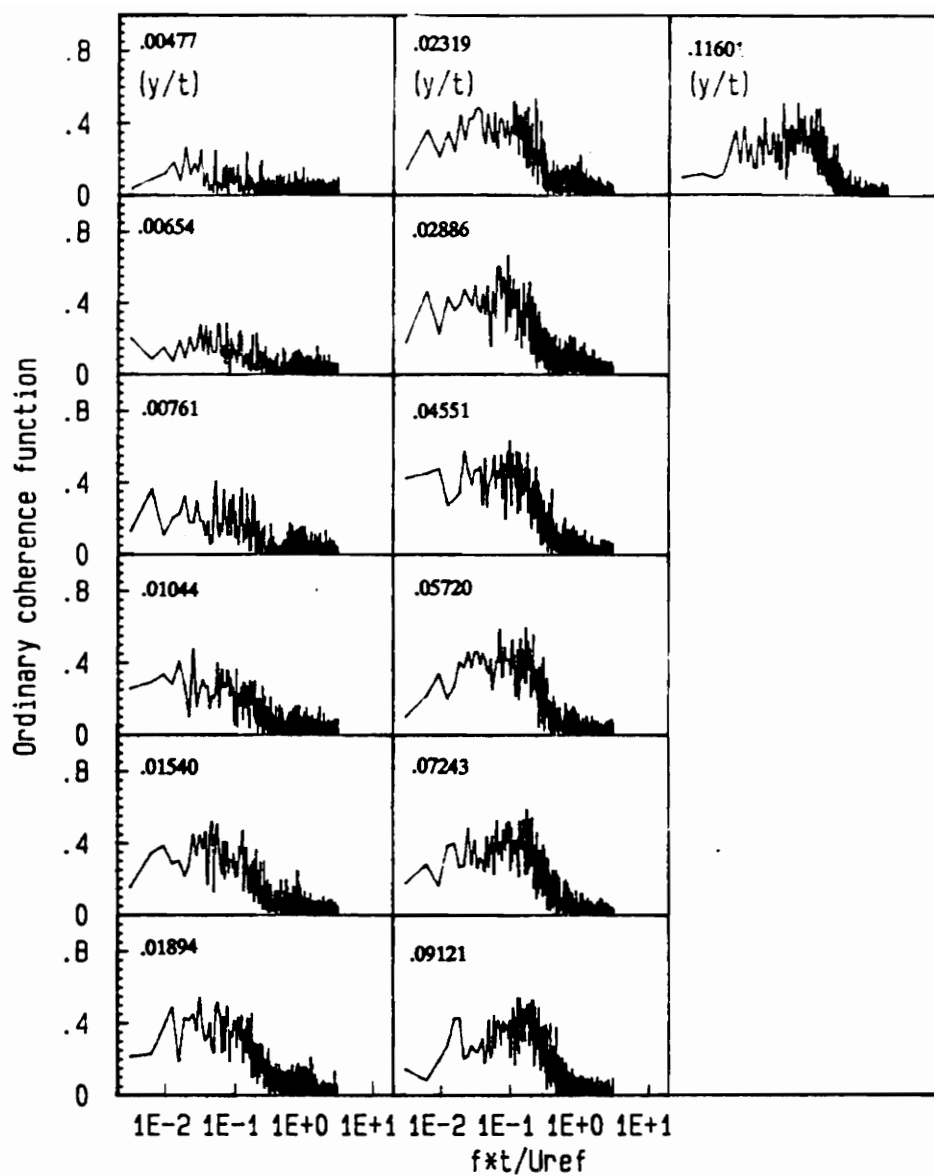 Ordinary coherence function
.8 .00477 .02319 .1160
(y/t) (y/t) (y/t)
.4
0
.8 .00654 .02886
.4
0
.8 .00761 .04551
.4
0
.8 .01044 .05720
.4
0
.8 .01540 .07243
.4
0
.8 .01894 .09121
.4
0
1E-2 1E-1 1E+0 1E+1 1E-2 1E-1 1E+0 1E+1
f*t/Uref